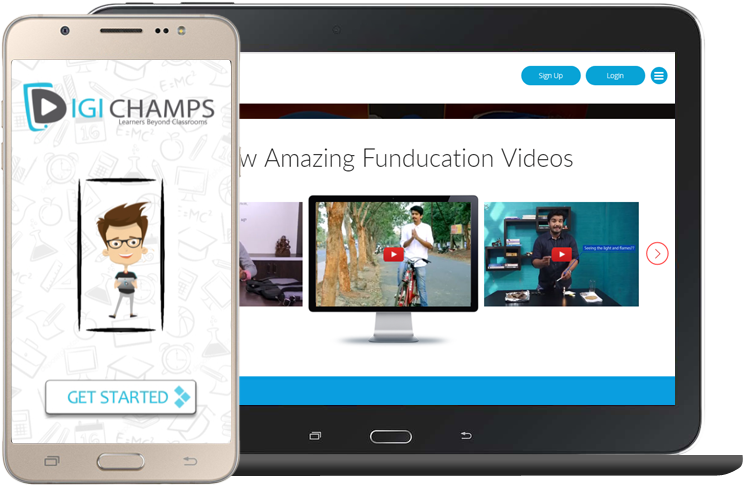 DIGI CHAMPS
Learners Beyond Classrooms
GET STARTED
Sign Up
Login
w Amazing Funducation Videos
Seeing the light and flames!!!